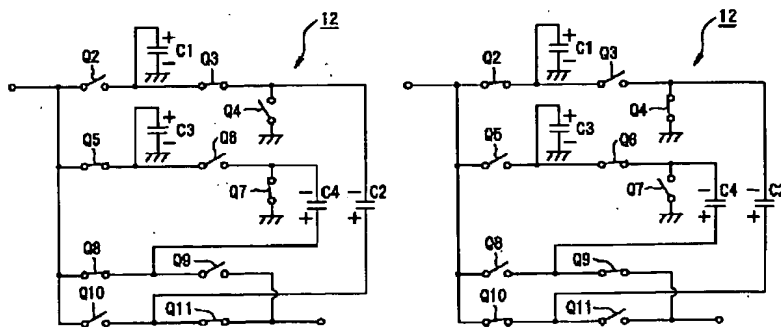 12
+
C1
-
Q2
Q3
Q4
+
C3
-
Q5
Q6
Q7
-
C4
+
-
C2
+
Q8
Q9
Q10
Q11
12
+
C1
-
Q2
Q3
Q4
+
C3
-
Q5
Q6
Q7
-
C4
+
-
C2
+
Q8
Q9
Q10
Q11